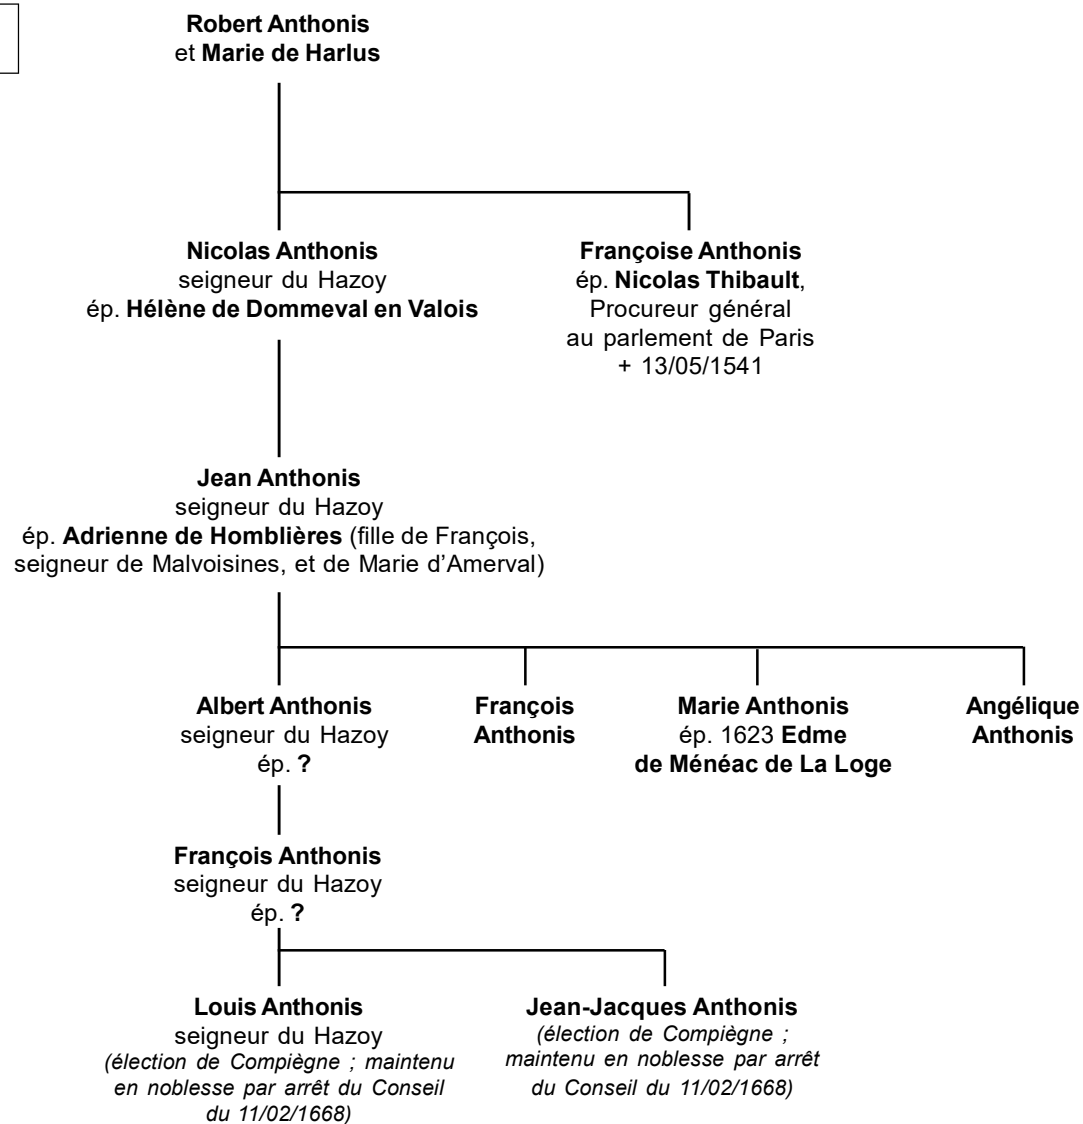 Robert Anthonis
et Marie de Harlus
Nicolas Anthonis
seigneur du Hazoy
ép. Hélène de Dommeval en Valois
Françoise Anthonis
ép. Nicolas Thibault,
Procureur général
au parlement de Paris
+ 13/05/1541
Jean Anthonis
seigneur du Hazoy
ép. Adrienne de Homblières (fille de François,
seigneur de Malvoisines, et de Marie d’Amerval)
Albert Anthonis
seigneur du Hazoy
ép. ?
François
Anthonis
Marie Anthonis
ép. 1623 Edme
de Ménéac de La Loge
Angélique
Anthonis
François Anthonis
seigneur du Hazoy
ép. ?
Louis Anthonis
seigneur du Hazoy
(élection de Compiègne ; maintenu
en noblesse par arrêt du Conseil
du 11/02/1668)
Jean-Jacques Anthonis
(élection de Compiègne ;
maintenu en noblesse par arrêt
du Conseil du 11/02/1668)